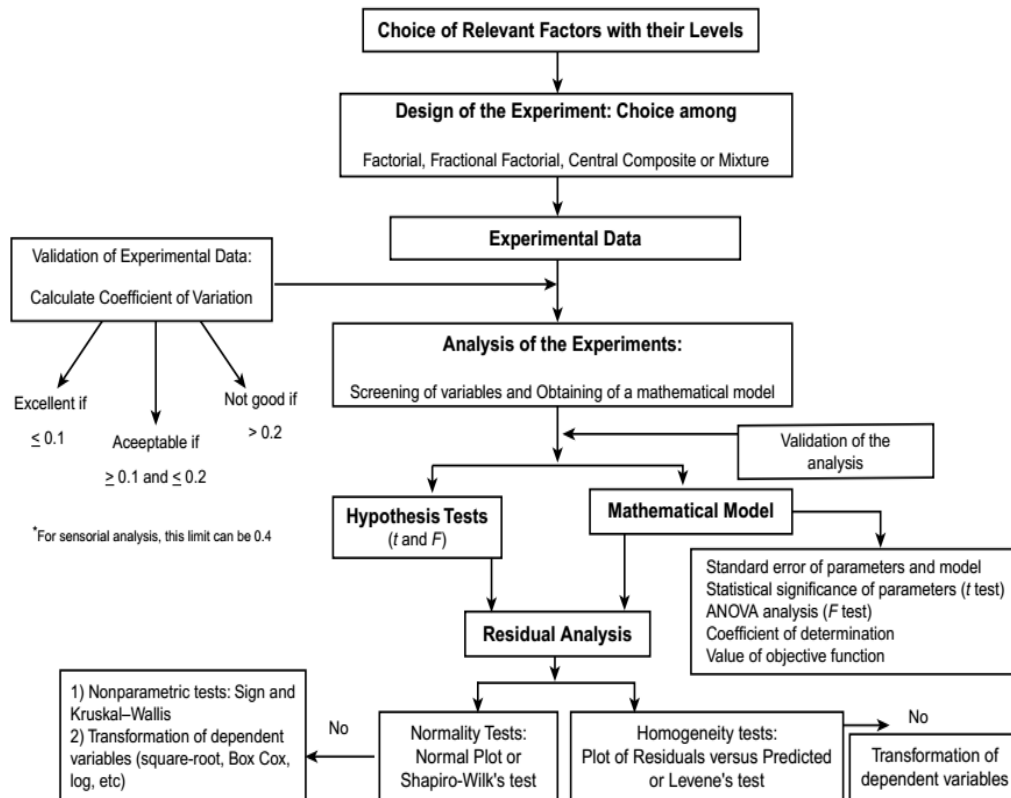 Choice of Relevant Factors with their Levels
Design of the Experiment: Choice among
Factorial, Fractional Factorial, Central Composite or Mixture
Experimental Data
Validation of Experimental Data:
Calculate Coefficient of Variation
Excellent if
≤ 0.1
Aceeptable if
≥ 0.1 and ≤ 0.2
Not good if
> 0.2
*For sensorial analysis, this limit can be 0.4
Analysis of the Experiments:
Screening of variables and Obtaining of a mathematical model
Validation of the
analysis
Hypothesis Tests
(t and F)
Mathematical Model
Standard error of parameters and model
Statistical significance of parameters (t test)
ANOVA analysis (F test)
Coefficient of determination
Value of objective function
Residual Analysis
1) Nonparametric tests: Sign and
Kruskal–Wallis
2) Transformation of dependent
variables (square-root, Box Cox,
log, etc)
No
Normality Tests:
Normal Plot or
Shapiro-Wilk's test
Homogeneity tests:
Plot of Residuals versus Predicted
or Levene's test
No
Transformation of
dependent variables